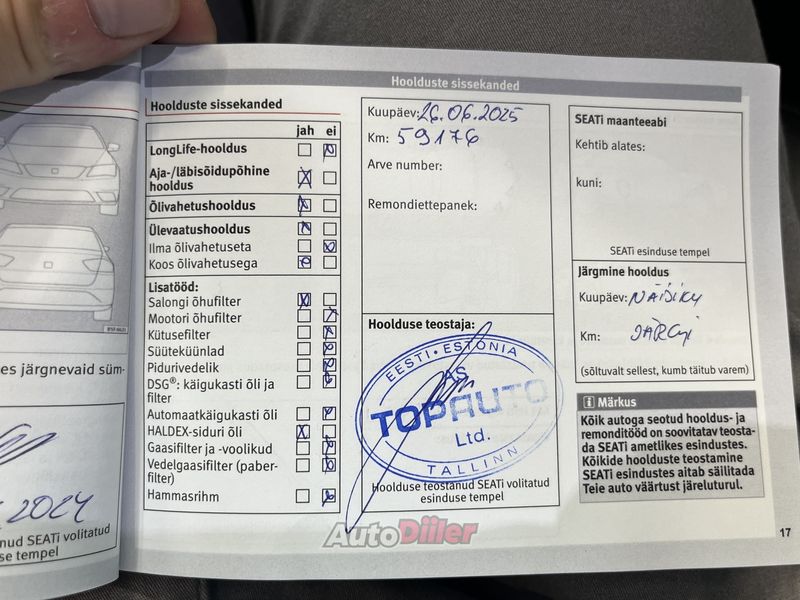 Hoolduste sissekanded
Hoolduste sissekanded
jah ei
LongLife-hooldus
Aja-/läbisõidupõhine
hooldus
Õlivahetushooldus
Ülevaatushooldus
Ilma õlivahetuseta
Koos õlivahetusega
Lisatööd:
Salongi õhufilter
Mootori õhufilter
Kütusefilter
Süüteküünlad
Pidurivedelik
DSG®: käigukasti õli ja
filter
Automaatkäigukasti õli
HALDEX-siduri õli
Gaasifilter ja -voolikud
Vedelgaasifilter (paber-
filter)
Hammasrihm
Kuupäev: 26.06.2025
Km: 59176
Arve number:
Remondiettepanek:
Hoolduse teostaja:
EESTI-ESTONIA
AS
TOPAUTO
Ltd.
TALLINN
Hoolduse teostanud SEATi volitatud
esinduse tempel
SEATi maanteeabi
Kehtib alates:
kuni:
SEATi esinduse tempel
Järgmine hooldus
Kuupäev: NÄIDIKU
Km: JÄRGI
(sõltuvalt sellest, kumb täitub varem)
i Märkus
Kõik autoga seotud hooldus- ja
remonditööd on soovitatav teosta-
da SEATi ametlikes esindustes.
Kõikide hoolduste teostamine
SEATi esindustes aitab säilitada
Teie auto väärtust järeluturul.
17
es järgnevaid süm-
.2024
nud SEATi volitatud
se tempel
AutoDiiler